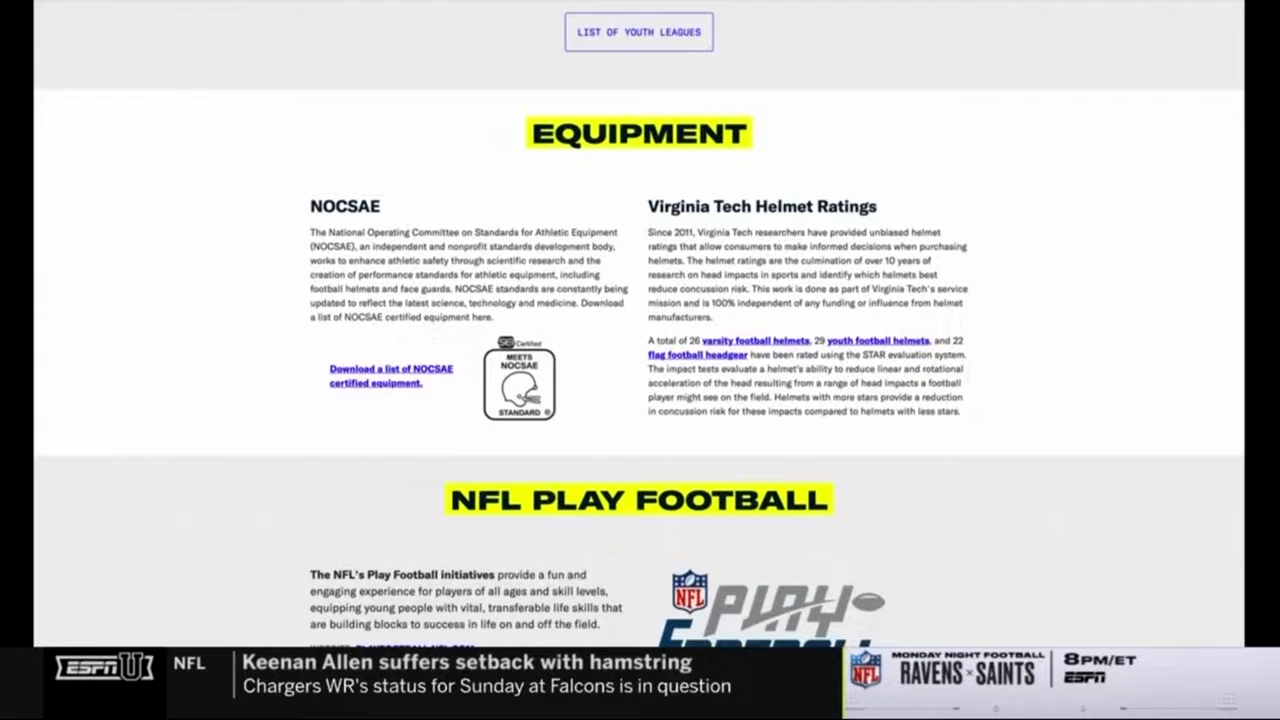 LIST OF YOUTH LEAGUES
EQUIPMENT
NOCSAE
The National Operating Committee on Standards for Athletic Equipment
(NOCSAE), an independent and nonprofit standards development body,
works to enhance athletic safety through scientific research and the
creation of performance standards for athletic equipment, including
football helmets and face guards. NOCSAE standards are constantly being
updated to reflect the latest science, technology and medicine. Download
a list of NOCSAE certified equipment here.
Download a list of NOCSAE
certified equipment.
SEI Certified
MEETS
NOCSAE
STANDARD ®
Virginia Tech Helmet Ratings
Since 2011, Virginia Tech researchers have provided unbiased helmet
ratings that allow consumers to make informed decisions when purchasing
helmets. The helmet ratings are the culmination of over 10 years of
research on head impacts in sports and identify which helmets best
reduce concussion risk. This work is done as part of Virginia Tech's service
mission and is 100% independent of any funding or influence from helmet
manufacturers.
A total of 26 varsity football helmets, 29 youth football helmets, and 22
flag football headgear have been rated using the STAR evaluation system.
The impact tests evaluate a helmet's ability to reduce linear and rotational
acceleration of the head resulting from a range of head impacts a football
player might see on the field. Helmets with more stars provide a reduction
in concussion risk for these impacts compared to helmets with less stars.
NFL PLAY FOOTBALL
The NFL's Play Football initiatives provide a fun and
engaging experience for players of all ages and skill levels,
equipping young people with vital, transferable life skills that
are building blocks to success in life on and off the field.
NFL PLAY
FOOTBALL
ESPNU
NFL
Keenan Allen suffers setback with hamstring
Chargers WR's status for Sunday at Falcons is in question
NFL
MONDAY NIGHT FOOTBALL
RAVENS × SAINTS
8PM/ET
ESPN